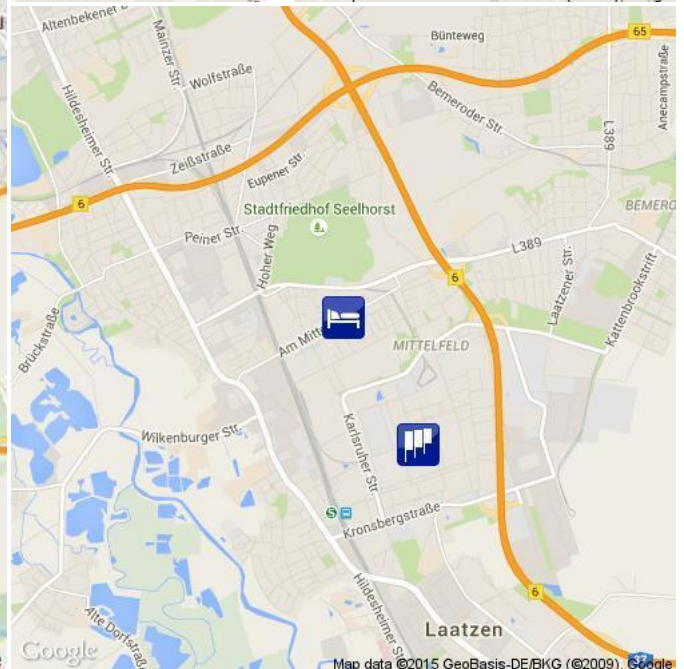 Altenbekener D
Mainzer Str.
Hildesheimer Str.
Wolfstraße
Bünteweg
65
Anecampstraße
Bemeroder Str.
L389
Zeißstraße
Eupener Str.
6
Stadtfriedhof Seelhorst
BEMERO
Peiner Str.
Hoher Weg
L389
6
Laatzener Str.
Kattenbrookstrift
Brückstraße
Am Mitte
MITTELFELD
Karlsruher Str.
Wilkenburger Str.
S
Kronsbergstraße
Hildesheimer
6
Alte Dorfstraße
Laatzen
37
Google
Map data ©2015 GeoBasis-DE/BKG (©2009), Google